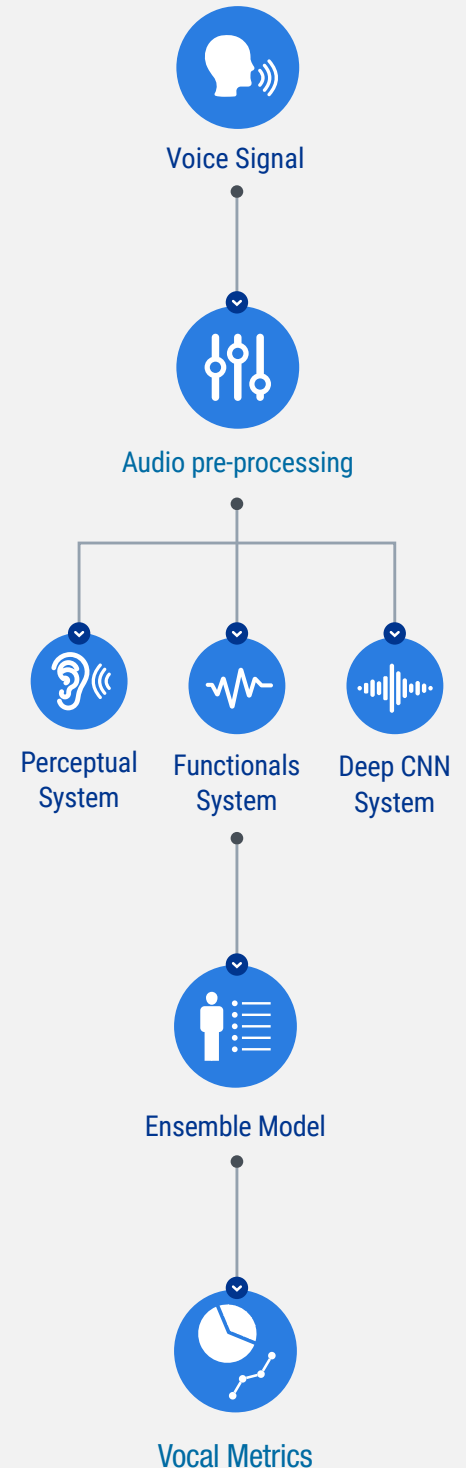 Voice Signal
Audio pre-processing
Perceptual
System
Functionals
System
Deep CNN
System
Ensemble Model
Vocal Metrics